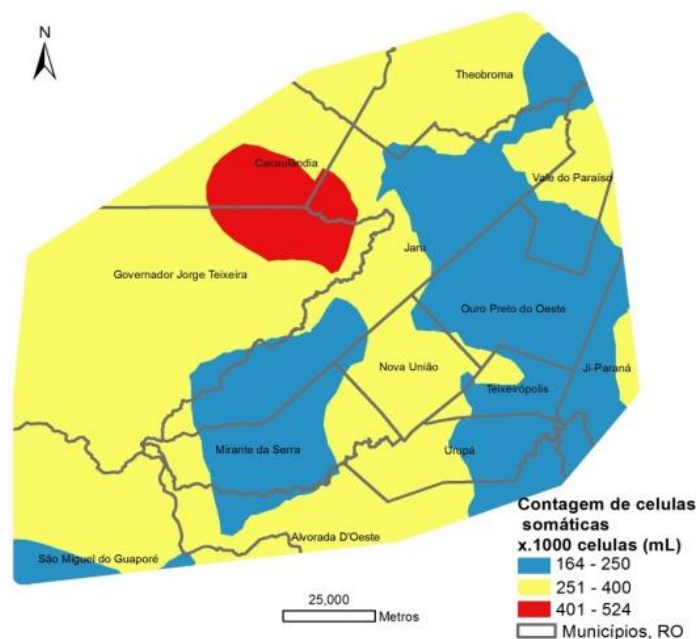 N
Theobroma
Cacaulândia
Vale do Paraíso
Jaru
Governador Jorge Teixeira
Ouro Preto do Oeste
Nova União
Ji-Paraná
Teixeirópolis
Mirante da Serra
Urupá
Alvorada D'Oeste
São Miguel do Guaporé
Contagem de celulas
somáticas
x.1000 celulas (mL)
164 - 250
251 - 400
401 - 524
Municípios, RO
25,000
Metros